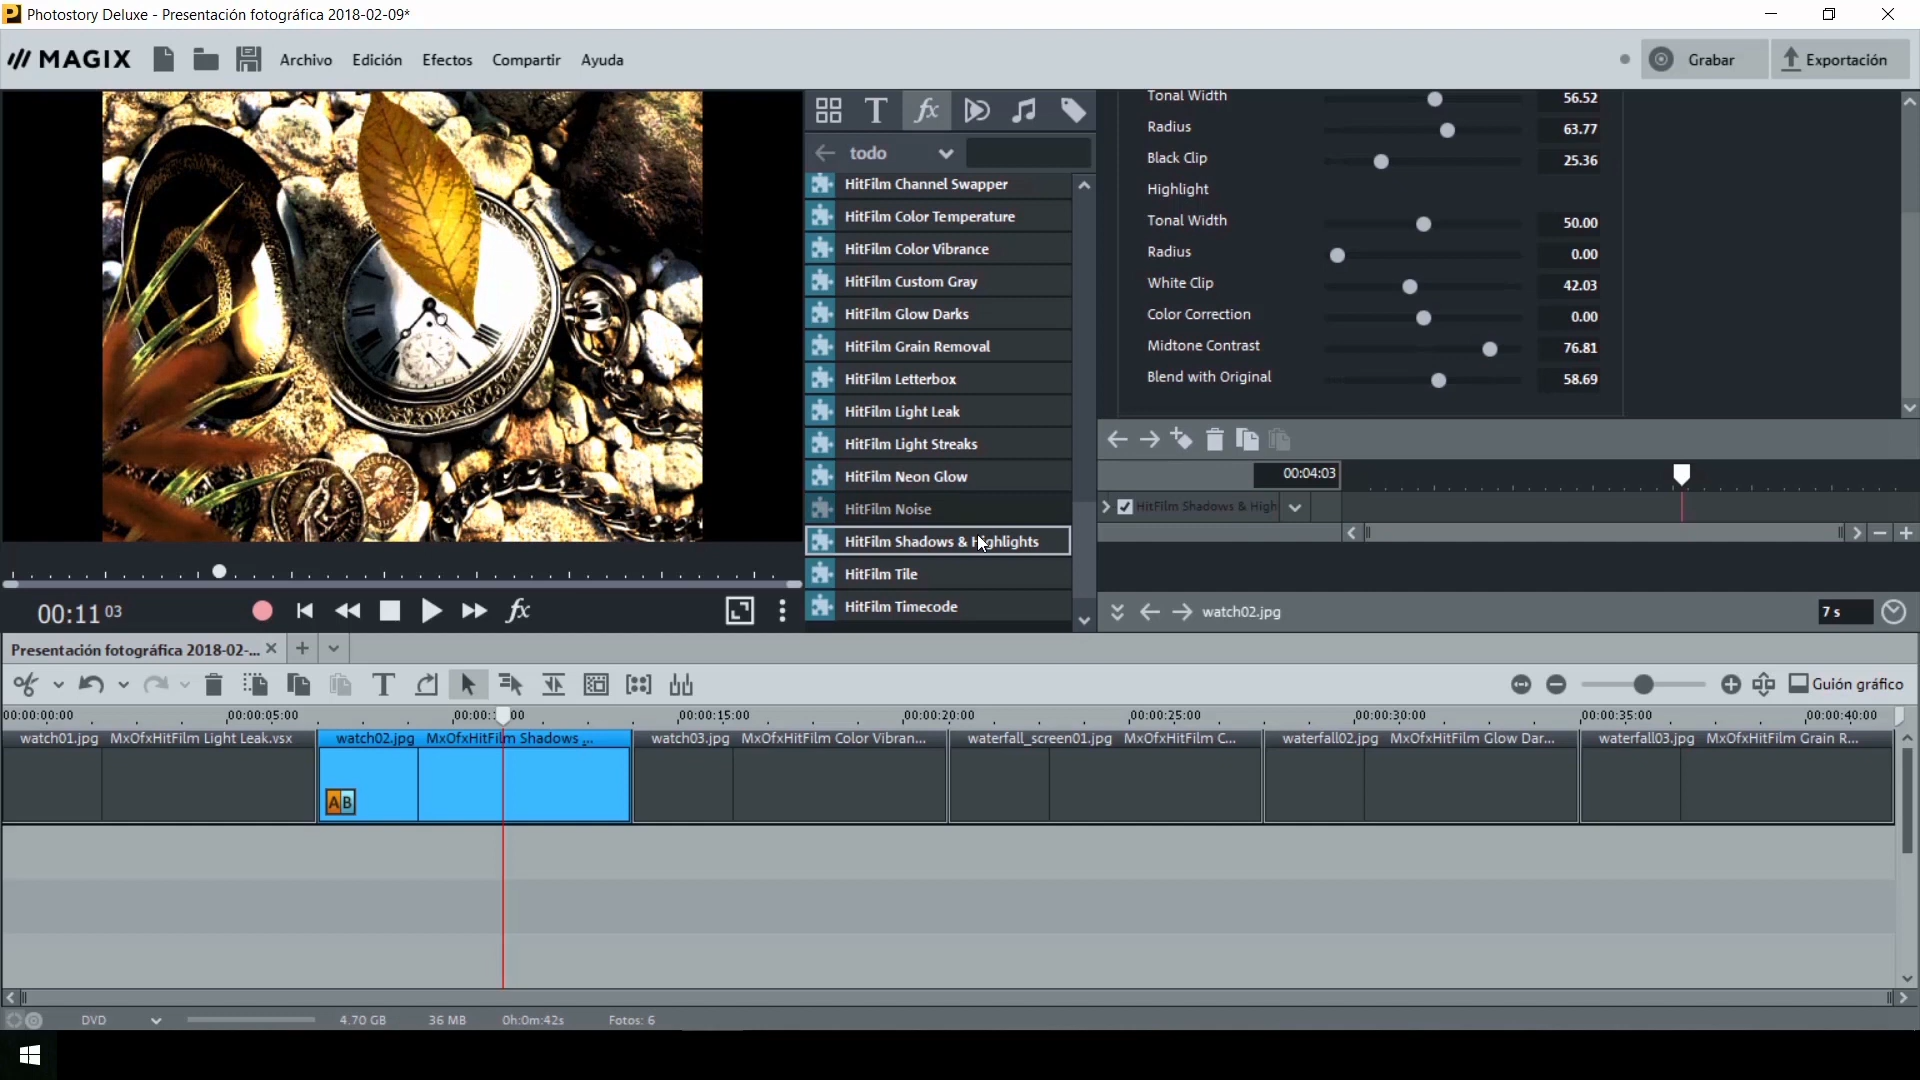 Photostory Deluxe - Presentación fotográfica 2018-02-09*
MAGIX Archivo Edición Efectos Compartir Ayuda Grabar Exportación
todo
HitFilm Channel Swapper
HitFilm Color Temperature
HitFilm Color Vibrance
HitFilm Custom Gray
HitFilm Glow Darks
HitFilm Grain Removal
HitFilm Letterbox
HitFilm Light Leak
HitFilm Light Streaks
HitFilm Neon Glow
HitFilm Noise
HitFilm Shadows & Highlights
HitFilm Tile
HitFilm Timecode
Tonal Width 56.52
Radius 63.77
Black Clip 25.36
Highlight
Tonal Width 50.00
Radius 0.00
White Clip 42.03
Color Correction 0.00
Midtone Contrast 76.81
Blend with Original 58.69
00:04:03
HitFilm Shadows & High
00:11 03 fx
watch02.jpg 7 s
Presentación fotográfica 2018-02-...
Guión gráfico
00:00:00:00 00:00:05:00 00:00: 00 00:00:15:00 00:00:20:00 00:00:25:00 00:00:30:00 00:00:35:00 00:00:40:00
watch01.jpg MxOfxHitFilm Light Leak.vsx watch02.jpg MxOfxHitFilm Shadows ... watch03.jpg MxOfxHitFilm Color Vibran... waterfall_screen01.jpg MxOfxHitFilm C... waterfall02.jpg MxOfxHitFilm Glow Dar... waterfall03.jpg MxOfxHitFilm Grain R...
AB
DVD 4.70 GB 36 MB 0h:0m:42s Fotos: 6